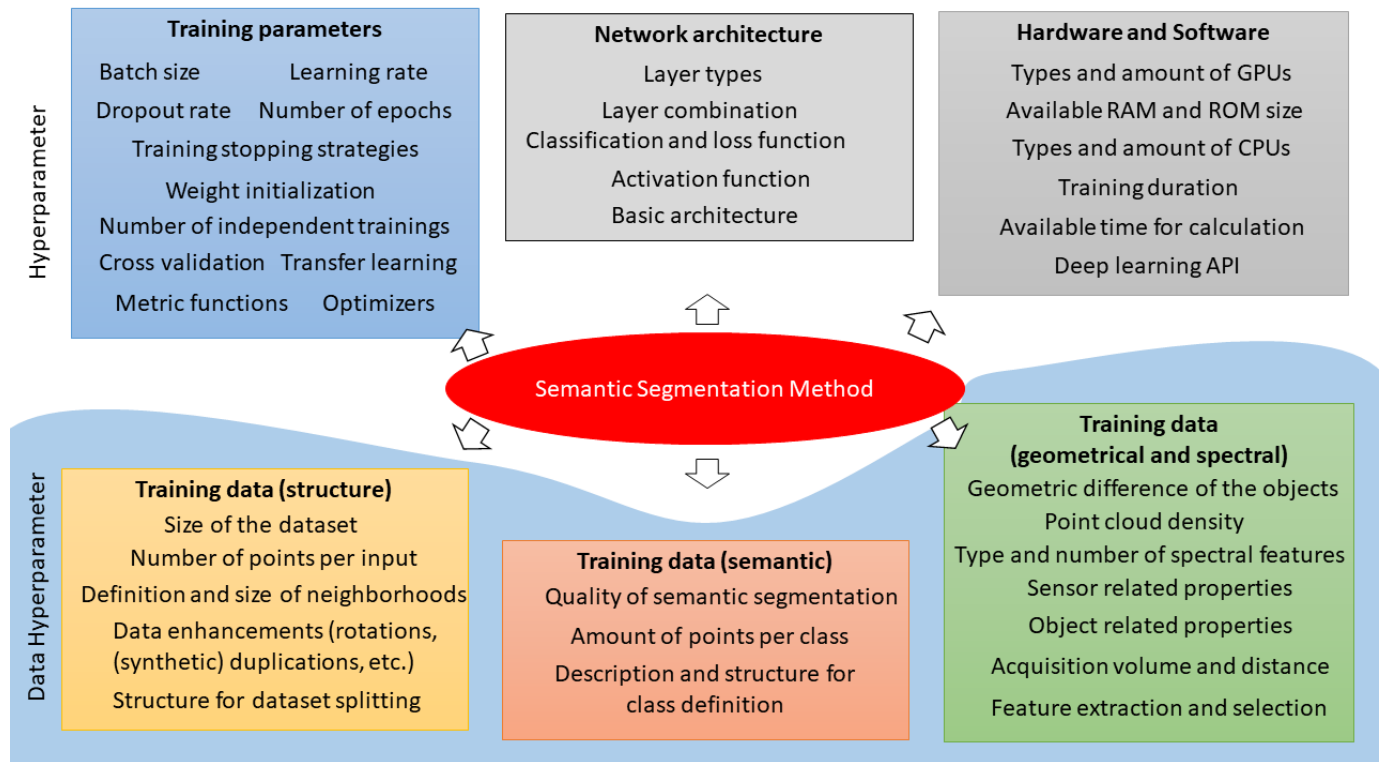 Hyperparameter
Training parameters
Batch size
Learning rate
Dropout rate
Number of epochs
Training stopping strategies
Weight initialization
Number of independent trainings
Cross validation
Transfer learning
Metric functions
Optimizers
Network architecture
Layer types
Layer combination
Classification and loss function
Activation function
Basic architecture
Hardware and Software
Types and amount of GPUs
Available RAM and ROM size
Types and amount of CPUs
Training duration
Available time for calculation
Deep learning API
Semantic Segmentation Method
Data Hyperparameter
Training data (structure)
Size of the dataset
Number of points per input
Definition and size of neighborhoods
Data enhancements (rotations,
(synthetic) duplications, etc.)
Structure for dataset splitting
Training data (semantic)
Quality of semantic segmentation
Amount of points per class
Description and structure for
class definition
Training data
(geometrical and spectral)
Geometric difference of the objects
Point cloud density
Type and number of spectral features
Sensor related properties
Object related properties
Acquisition volume and distance
Feature extraction and selection